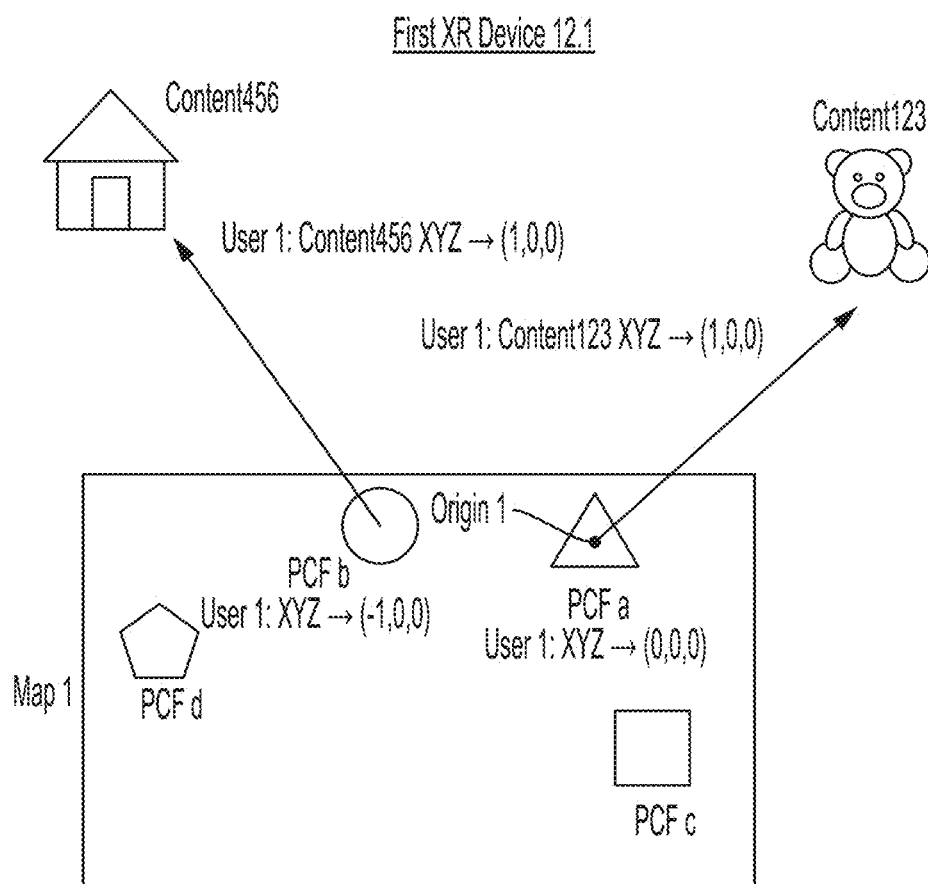 First XR Device 12.1
Content456
Content123
User 1: Content456 XYZ → (1,0,0)
User 1: Content123 XYZ → (1,0,0)
Origin 1
PCF b
User 1: XYZ → (-1,0,0)
PCF a
User 1: XYZ → (0,0,0)
Map 1
PCF d
PCF c